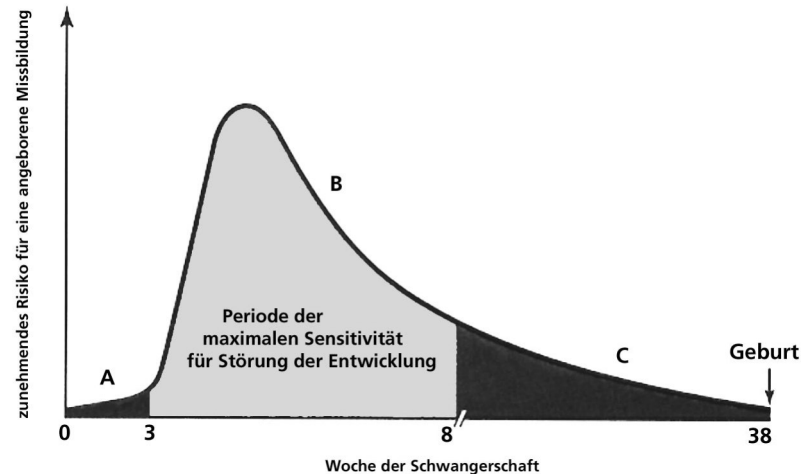 zunehmendes Risiko für eine angeborene Missbildung
B
Periode der
maximalen Sensitivität
für Störung der Entwicklung
A
C
Geburt
0
3
8
38
Woche der Schwangerschaft